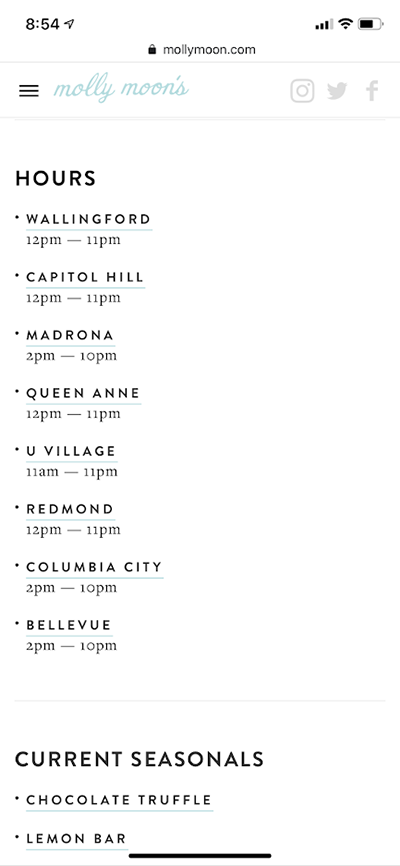 8:54
mollymoon.com
molly moon's
HOURS
• WALLINGFORD
12pm — 11pm
• CAPITOL HILL
12pm — 11pm
• MADRONA
2pm — 10pm
• QUEEN ANNE
12pm — 11pm
• U VILLAGE
11am — 11pm
• REDMOND
12pm — 11pm
• COLUMBIA CITY
2pm — 10pm
• BELLEVUE
2pm — 10pm
CURRENT SEASONALS
• CHOCOLATE TRUFFLE
• LEMON BAR